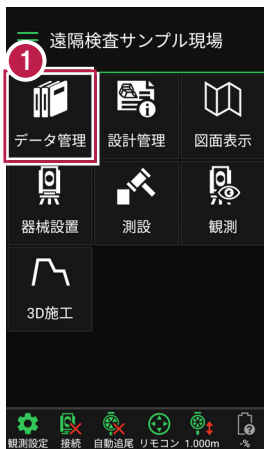 遠隔検査サンプル現場
1
データ管理 設計管理 図面表示
器械設置 測設 観測
3D施工
観測設定 接続 自動追尾 リモコン 1.000m -%